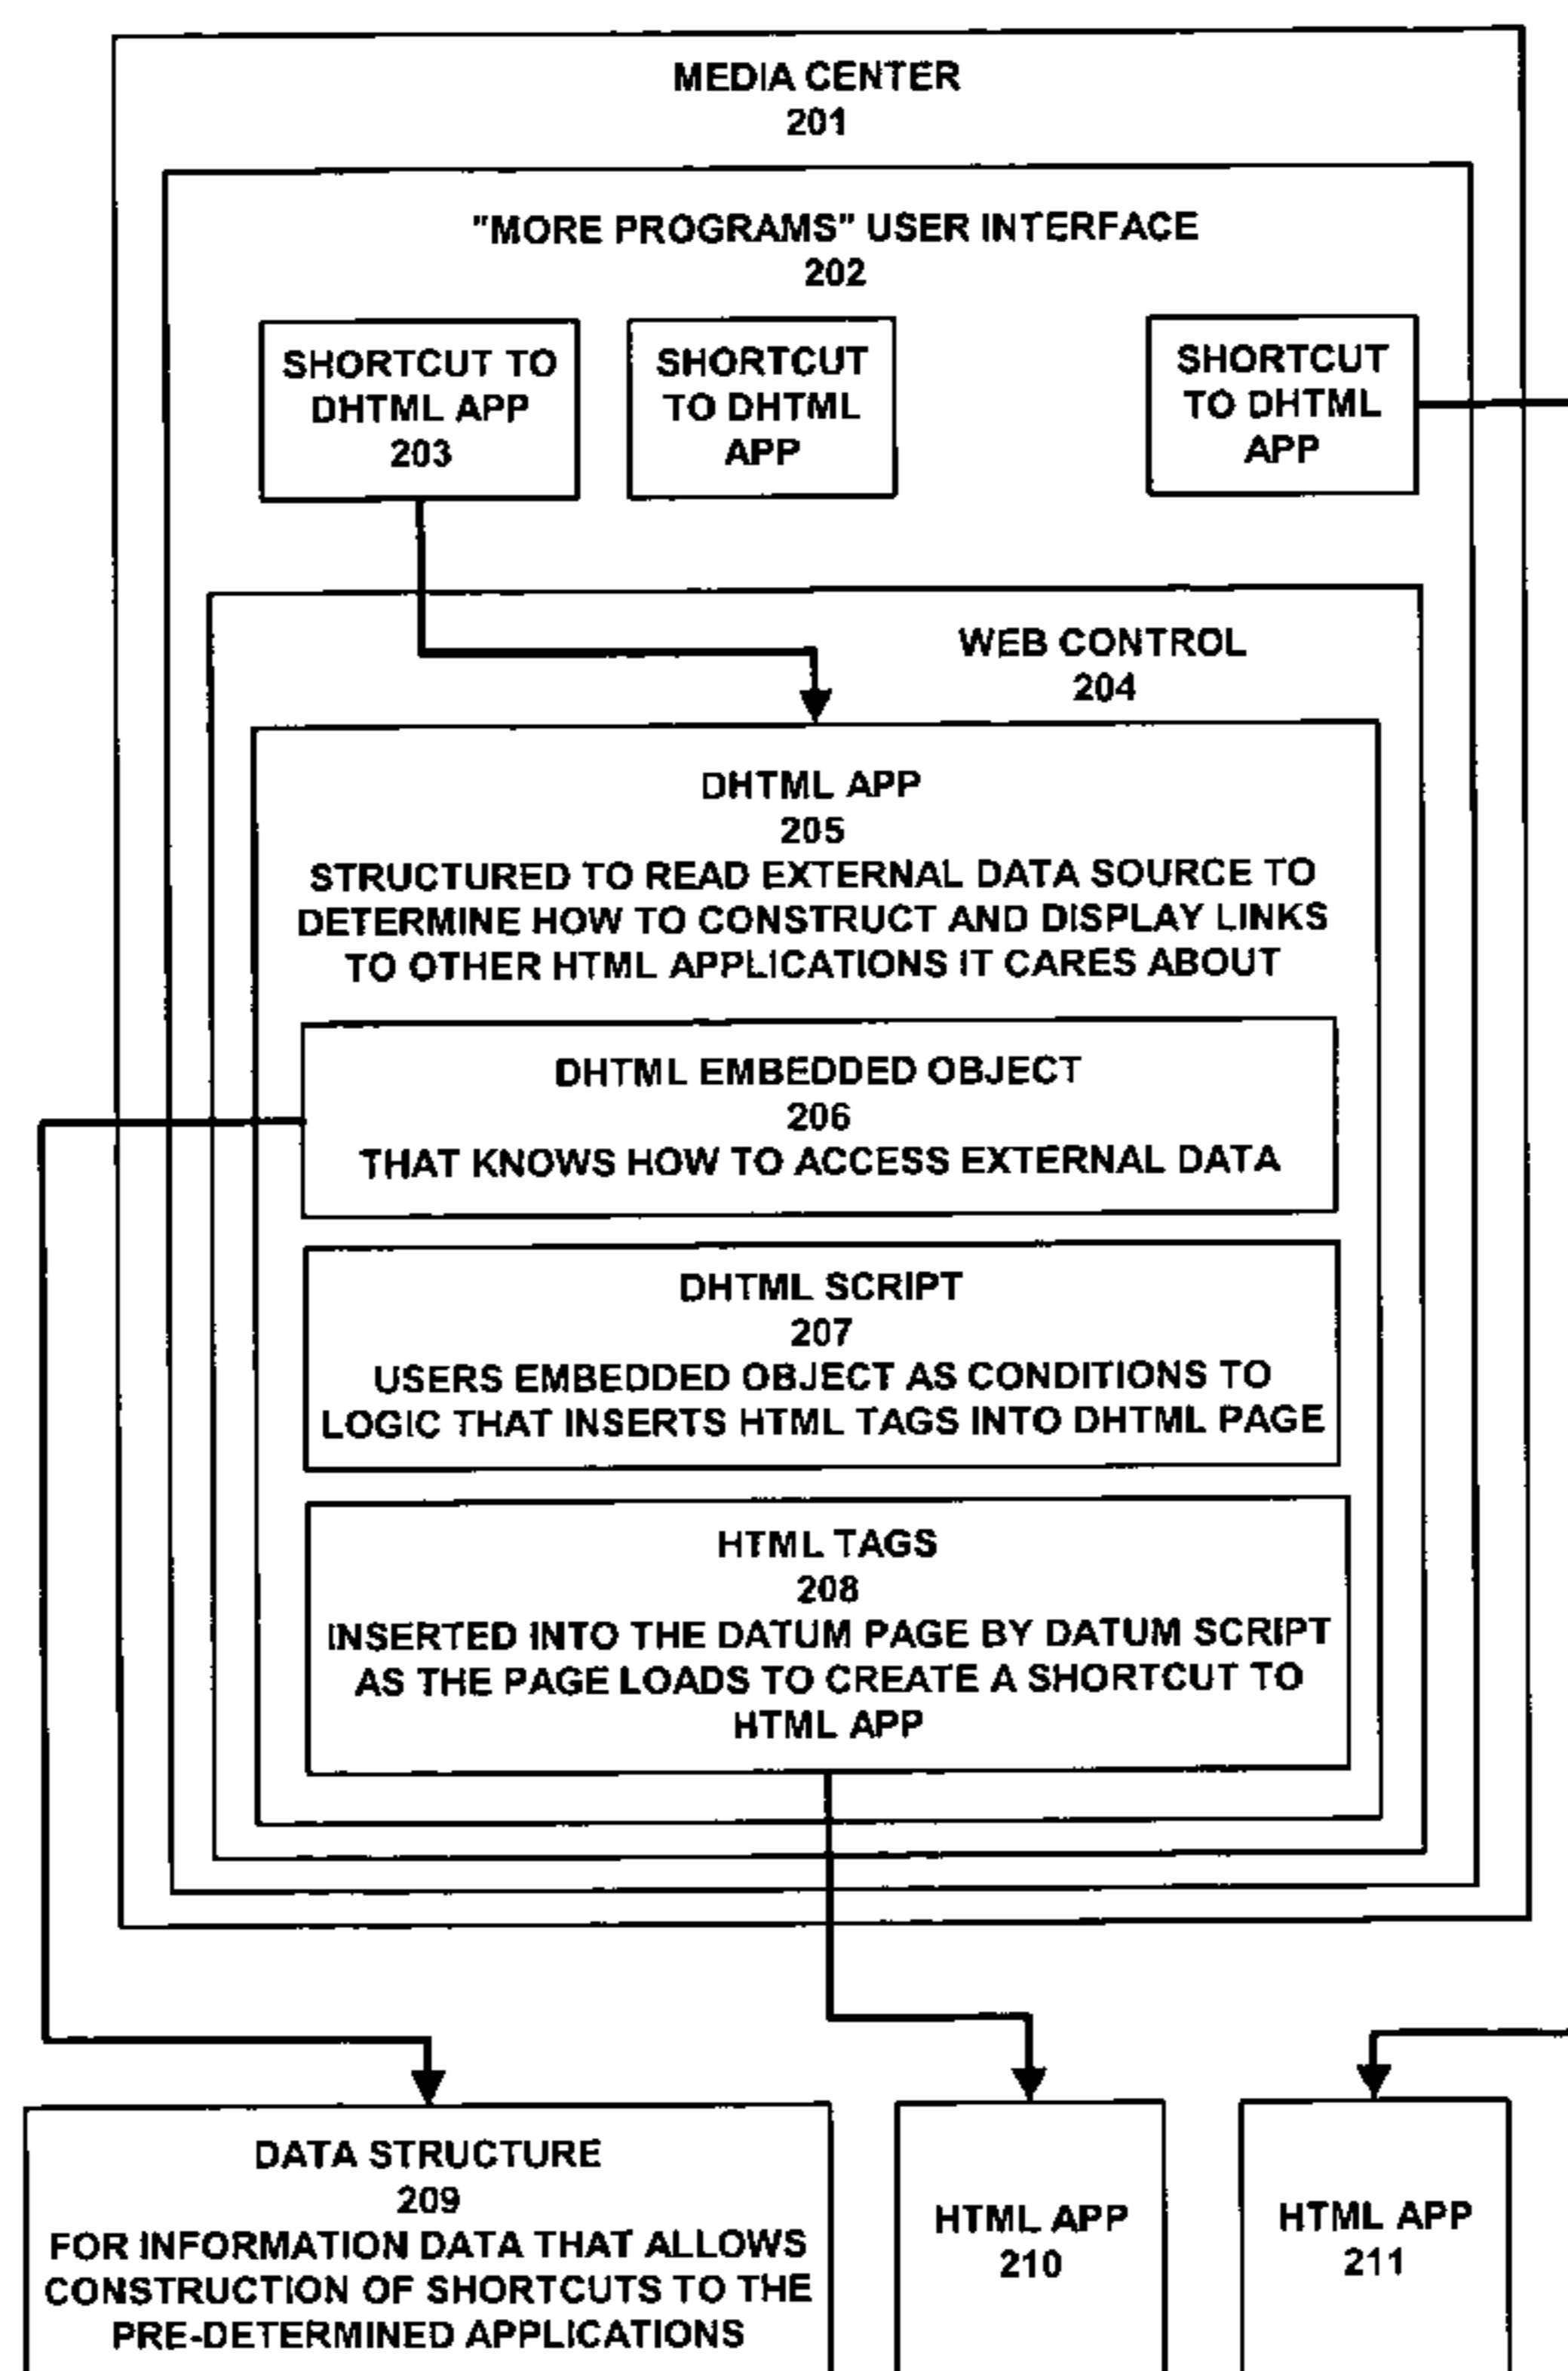 MEDIA CENTER
201
"MORE PROGRAMS" USER INTERFACE
202
SHORTCUT TO
DHTML APP
203
SHORTCUT
TO DHTML
APP
SHORTCUT
TO DHTML
APP
WEB CONTROL
204
DHTML APP
205
STRUCTURED TO READ EXTERNAL DATA SOURCE TO
DETERMINE HOW TO CONSTRUCT AND DISPLAY LINKS
TO OTHER HTML APPLICATIONS IT CARES ABOUT
DHTML EMBEDDED OBJECT
206
THAT KNOWS HOW TO ACCESS EXTERNAL DATA
DHTML SCRIPT
207
USERS EMBEDDED OBJECT AS CONDITIONS TO
LOGIC THAT INSERTS HTML TAGS INTO DHTML PAGE
HTML TAGS
208
INSERTED INTO THE DATUM PAGE BY DATUM SCRIPT
AS THE PAGE LOADS TO CREATE A SHORTCUT TO
HTML APP
DATA STRUCTURE
209
FOR INFORMATION DATA THAT ALLOWS
CONSTRUCTION OF SHORTCUTS TO THE
PRE-DETERMINED APPLICATIONS
HTML APP
210
HTML APP
211